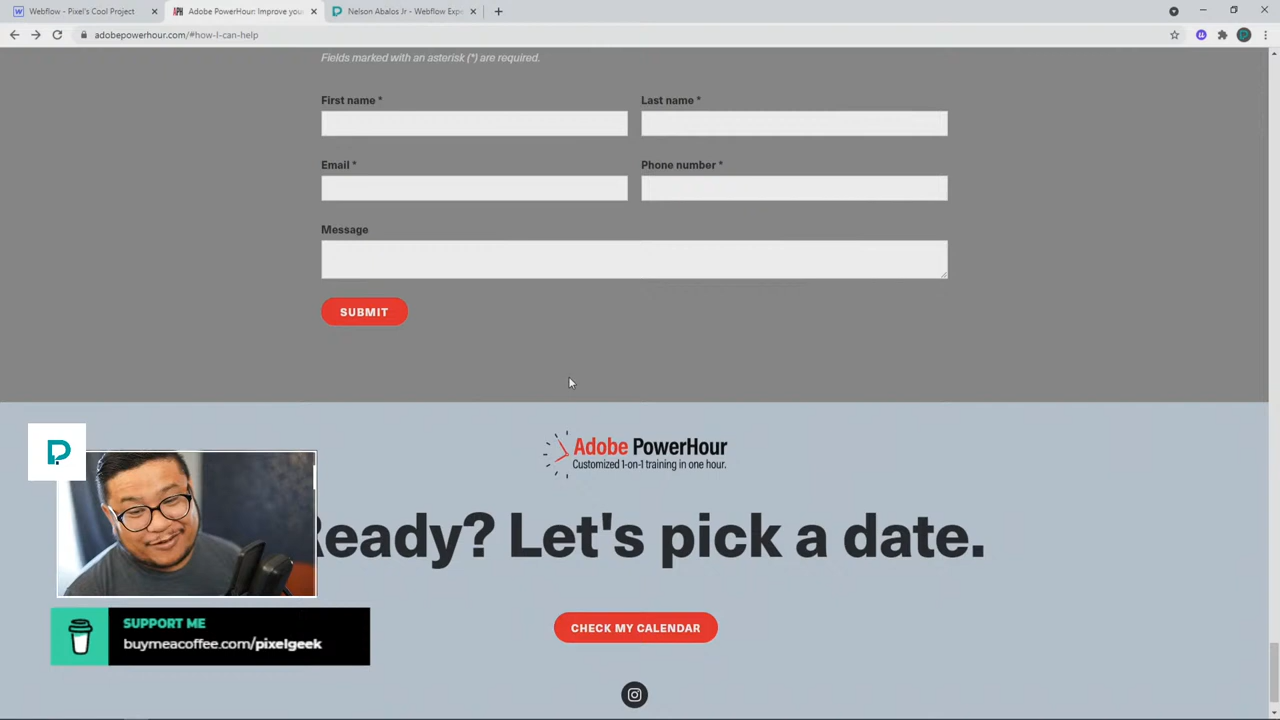 Webflow - Pixel's Cool Project
Adobe PowerHour: Improve you
Nelson Abalos Jr - Webflow Exp
adobepowerhour.com/#how-I-can-help
Fields marked with an asterisk (*) are required.
First name *
Last name *
Email *
Phone number *
Message
SUBMIT
Adobe PowerHour
Customized 1-on-1 training in one hour.
Ready? Let's pick a date.
SUPPORT ME
buymeacoffee.com/pixelgeek
CHECK MY CALENDAR